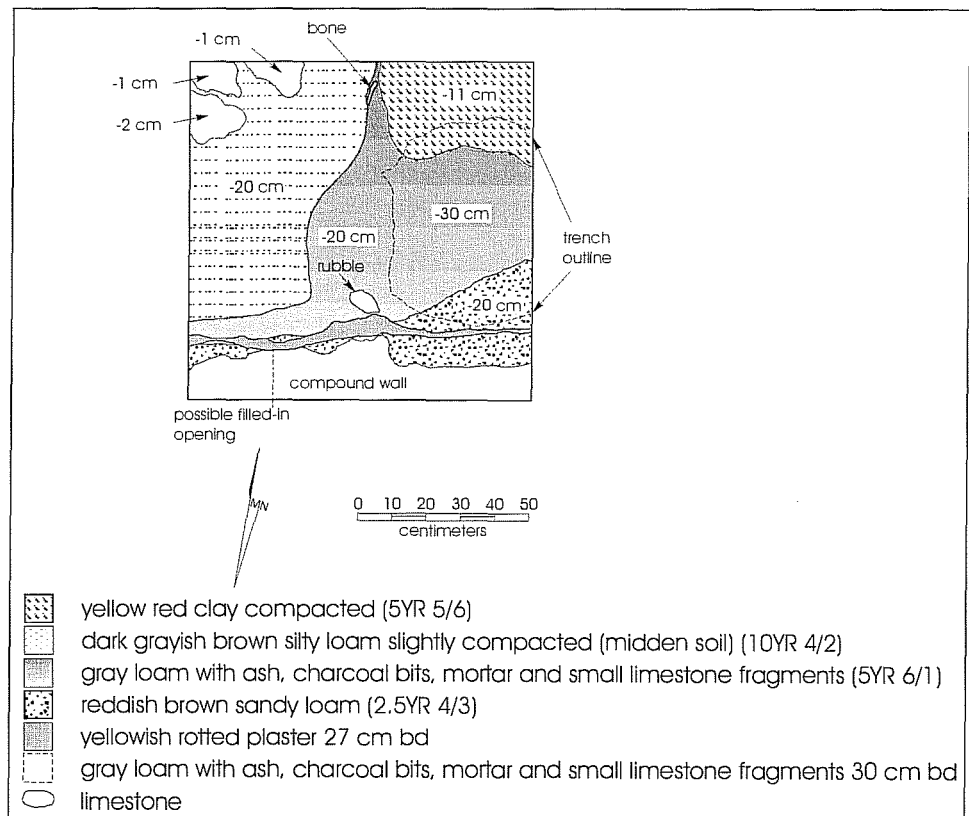 bone
-1 cm
-1 cm
-2 cm
-11 cm
-20 cm
-30 cm
-20 cm
trench
outline
rubble
-20 cm
compound wall
possible filled-in
opening
MN
0 10 20 30 40 50
centimeters
yellow red clay compacted (5YR 5/6)
dark grayish brown silty loam slightly compacted (midden soil) (10YR 4/2)
gray loam with ash, charcoal bits, mortar and small limestone fragments (5YR 6/1)
reddish brown sandy loam (2.5YR 4/3)
yellowish rotted plaster 27 cm bd
gray loam with ash, charcoal bits, mortar and small limestone fragments 30 cm bd
limestone